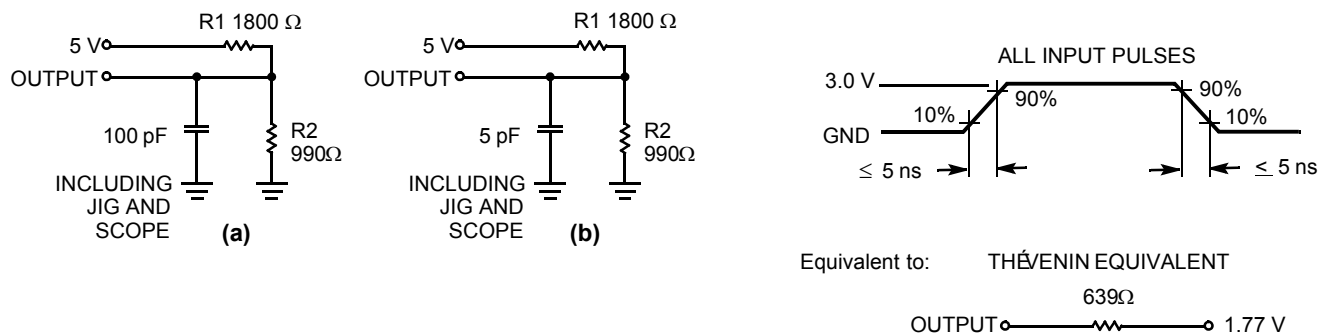 R1 1800 Ω
5 V
OUTPUT
100 pF
R2
990Ω
INCLUDING
JIG AND
SCOPE
(a)
R1 1800 Ω
5 V
OUTPUT
5 pF
R2
990Ω
INCLUDING
JIG AND
SCOPE
(b)
ALL INPUT PULSES
3.0 V
90%
90%
10%
10%
GND
≤ 5 ns
≤ 5 ns
Equivalent to: THÉVENIN EQUIVALENT
639Ω
OUTPUT
1.77 V